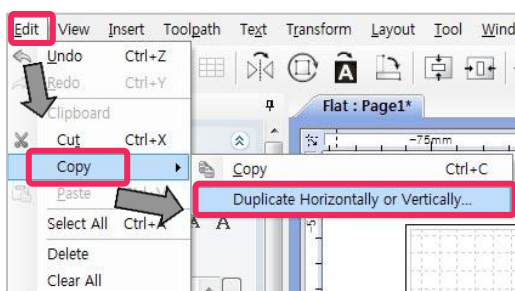 Edit View Insert Toolpath Text Transform Layout Tool Wind
Undo Ctrl+Z
Redo Ctrl+Y
Clipboard
Flat : Page1*
Cut Ctrl+X
-75mm
Copy
Copy Ctrl+C
Paste
Duplicate Horizontally or Vertically...
Select All Ctrl+A
A A
Delete
Clear All